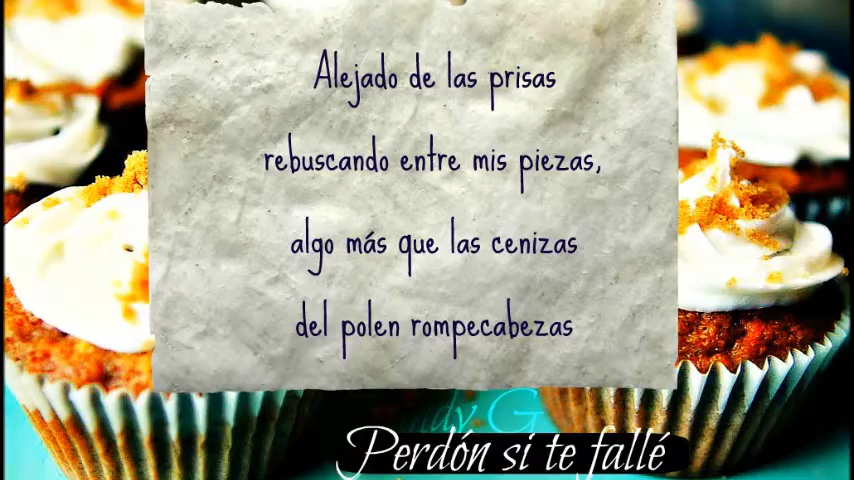 Alejado de las prisas
rebuscando entre mis piezas,
algo más que las cenizas
del polen rompecabezas
Perdón si te fallé